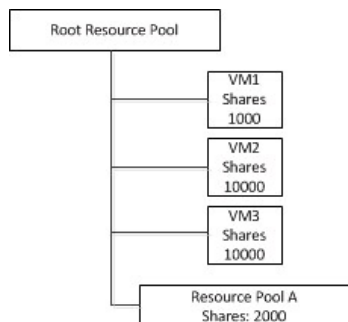 Root Resource Pool
VM1
Shares
1000
VM2
Shares
10000
VM3
Shares
10000
Resource Pool A
Shares: 2000